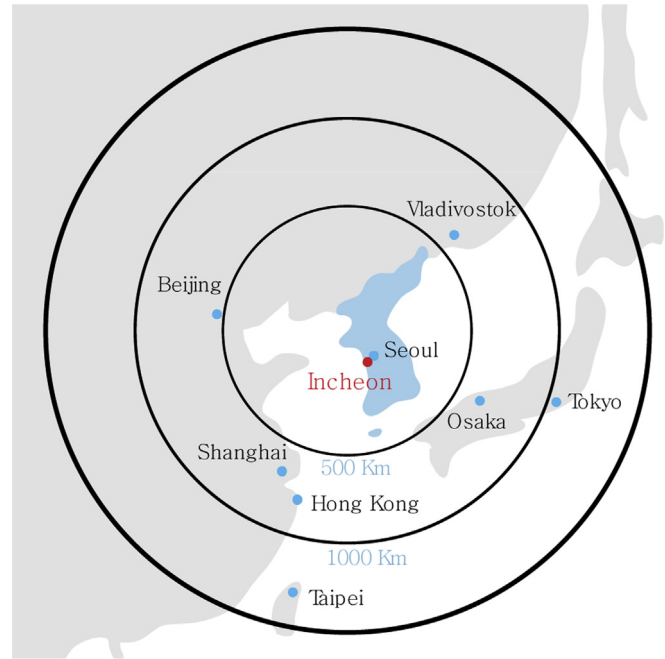 Vladivostok
Beijing
Seoul
Incheon
Tokyo
Osaka
Shanghai
500 Km
Hong Kong
1000 Km
Taipei